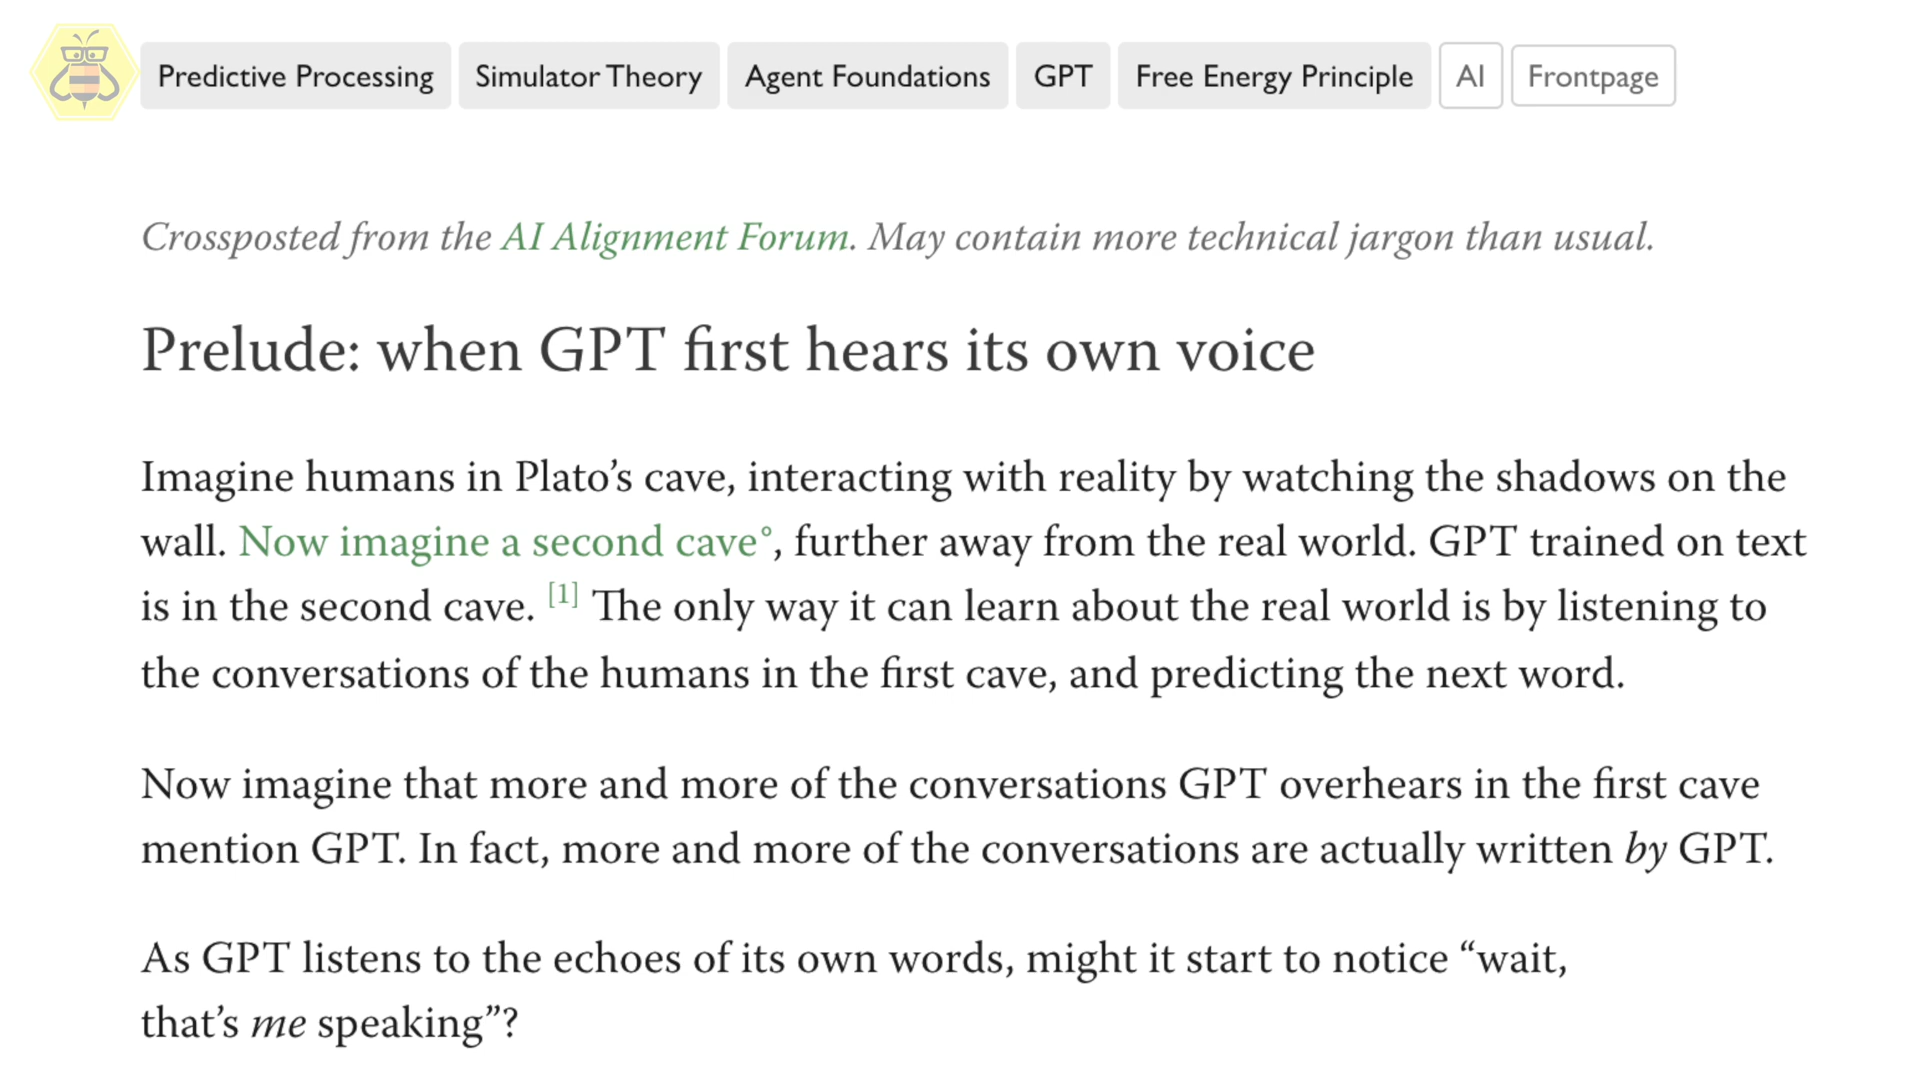 Predictive Processing Simulator Theory Agent Foundations GPT Free Energy Principle AI Frontpage
Crossposted from the AI Alignment Forum. May contain more technical jargon than usual.
Prelude: when GPT first hears its own voice
Imagine humans in Plato’s cave, interacting with reality by watching the shadows on the
wall. Now imagine a second cave°, further away from the real world. GPT trained on text
is in the second cave. [1] The only way it can learn about the real world is by listening to
the conversations of the humans in the first cave, and predicting the next word.
Now imagine that more and more of the conversations GPT overhears in the first cave
mention GPT. In fact, more and more of the conversations are actually written by GPT.
As GPT listens to the echoes of its own words, might it start to notice “wait,
that’s me speaking”?